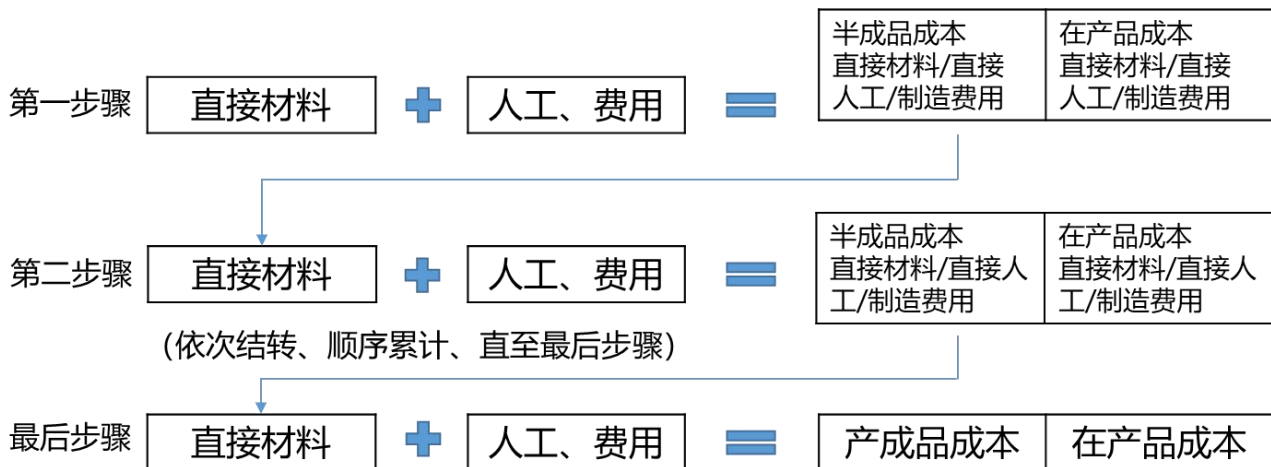 半成品成本
直接材料/直接
人工/制造费用
在产品成本
直接材料/直接
人工/制造费用
第一步骤
直接材料
人工、费用
半成品成本
直接材料/直接人
工/制造费用
在产品成本
直接材料/直接人
工/制造费用
第二步骤
直接材料
人工、费用
（依次结转、顺序累计、直至最后步骤）
最后步骤
直接材料
人工、费用
产成品成本
在产品成本